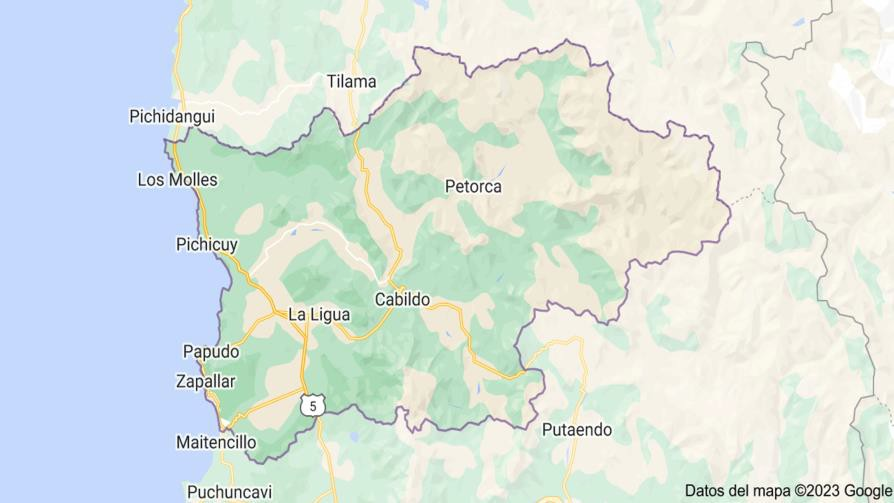 Tilama
Pichidangui
Los Molles
Petorca
Pichicuy
Cabildo
La Ligua
Papudo
Zapallar
5
Putaendo
Maitencillo
Puchuncavi
Datos del mapa ©2023 Google